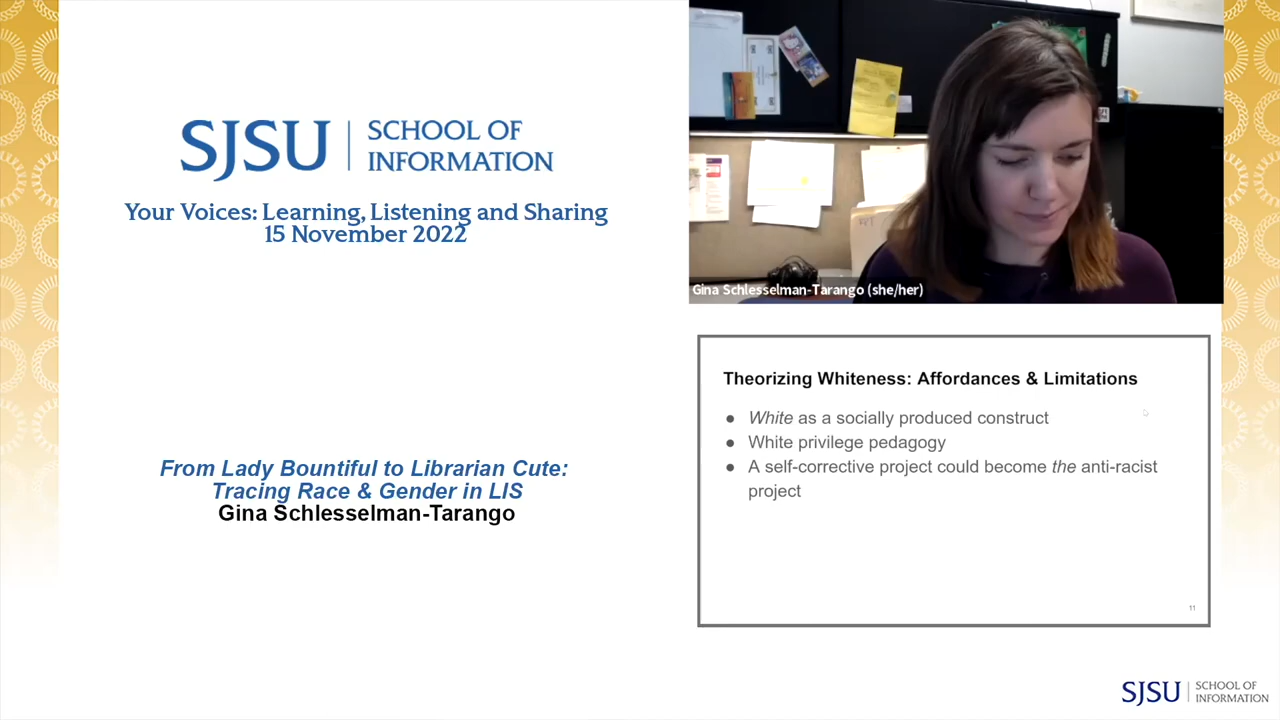 SJSU SCHOOL OF
INFORMATION
Your Voices: Learning, Listening and Sharing
15 November 2022
From Lady Bountiful to Librarian Cute:
Tracing Race & Gender in LIS
Gina Schlesselman-Tarango
Gina Schlesselman-Tarango (she/her)
Theorizing Whiteness: Affordances & Limitations
● White as a socially produced construct
● White privilege pedagogy
● A self-corrective project could become the anti-racist
project
11
SJSU SCHOOL OF
INFORMATION